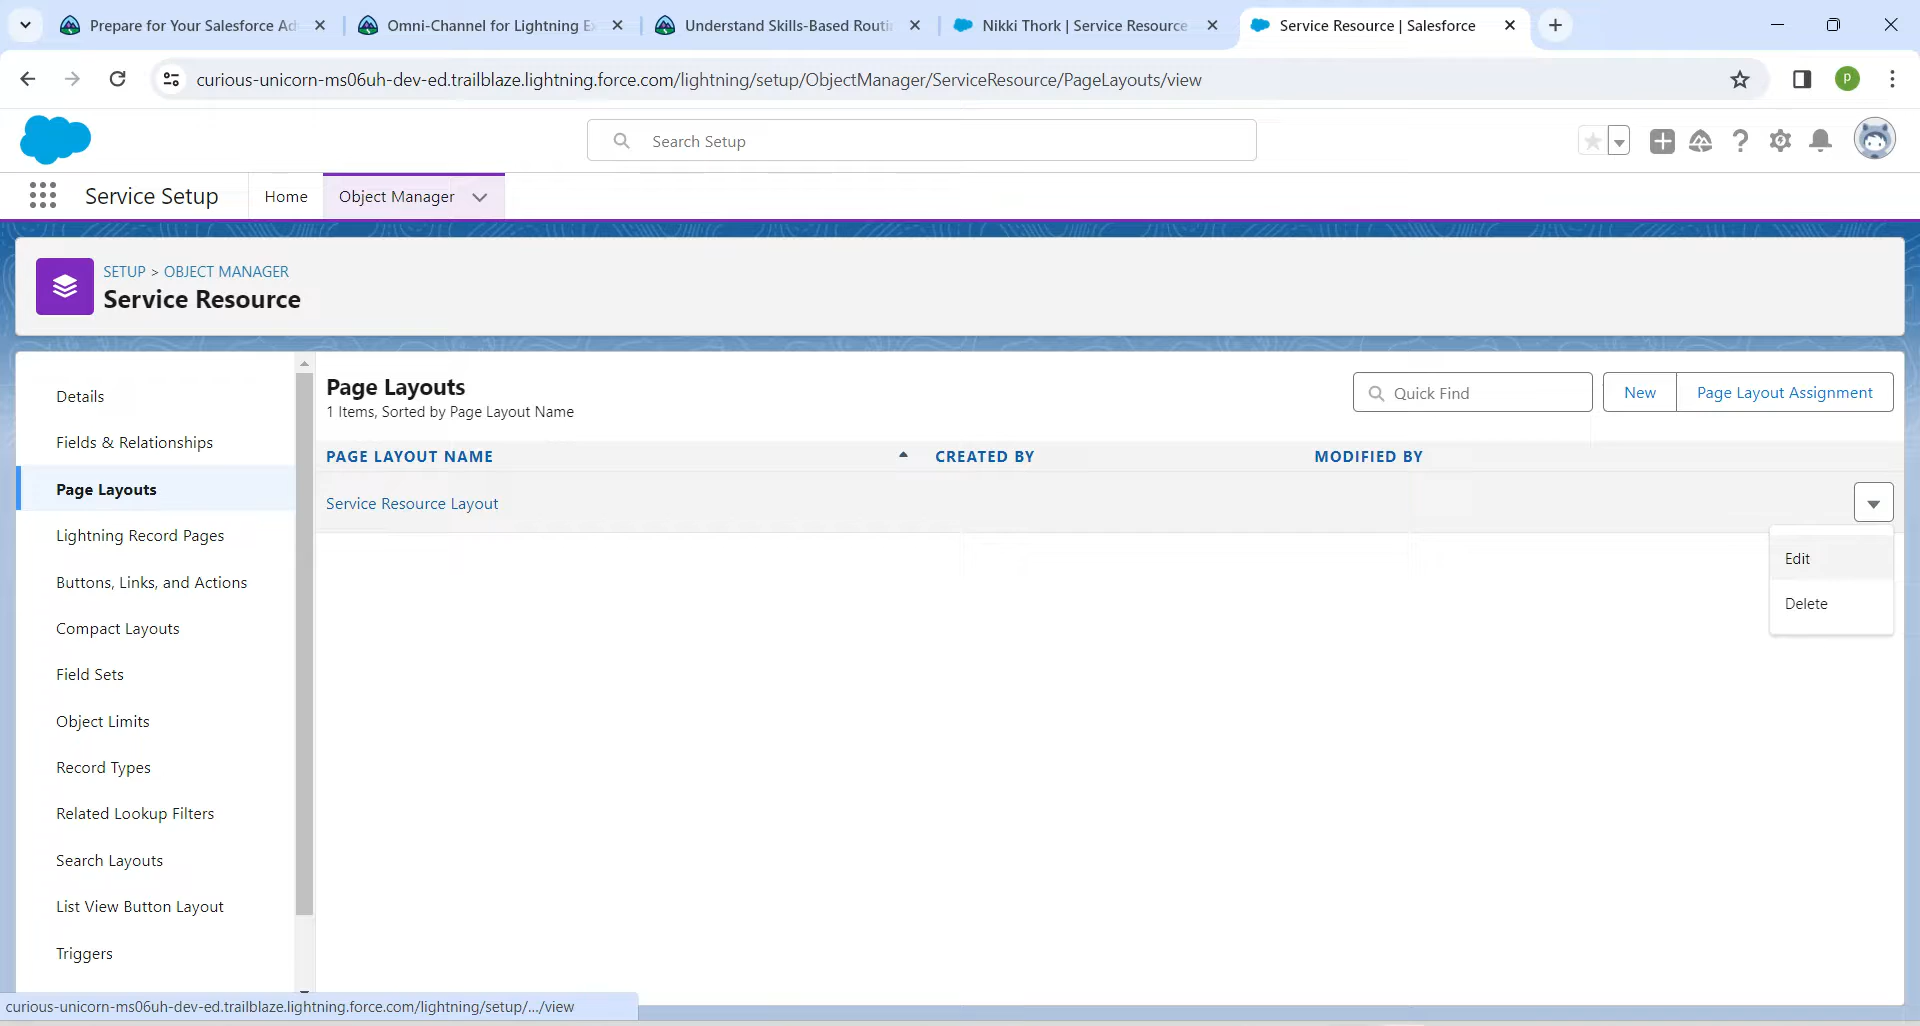 Prepare for Your Salesforce Ad
Omni-Channel for Lightning Ex
Understand Skills-Based Routin
Nikki Thork | Service Resource
Service Resource | Salesforce
curious-unicorn-ms06uh-dev-ed.trailblaze.lightning.force.com/lightning/setup/ObjectManager/ServiceResource/PageLayouts/view
P
Search Setup
Service Setup
Home
Object Manager
SETUP > OBJECT MANAGER
Service Resource
Details
Fields & Relationships
Page Layouts
Lightning Record Pages
Buttons, Links, and Actions
Compact Layouts
Field Sets
Object Limits
Record Types
Related Lookup Filters
Search Layouts
List View Button Layout
Triggers
Page Layouts
1 Items, Sorted by Page Layout Name
Quick Find
New
Page Layout Assignment
PAGE LAYOUT NAME
CREATED BY
MODIFIED BY
Service Resource Layout
Edit
Delete
curious-unicorn-ms06uh-dev-ed.trailblaze.lightning.force.com/lightning/setup/.../view